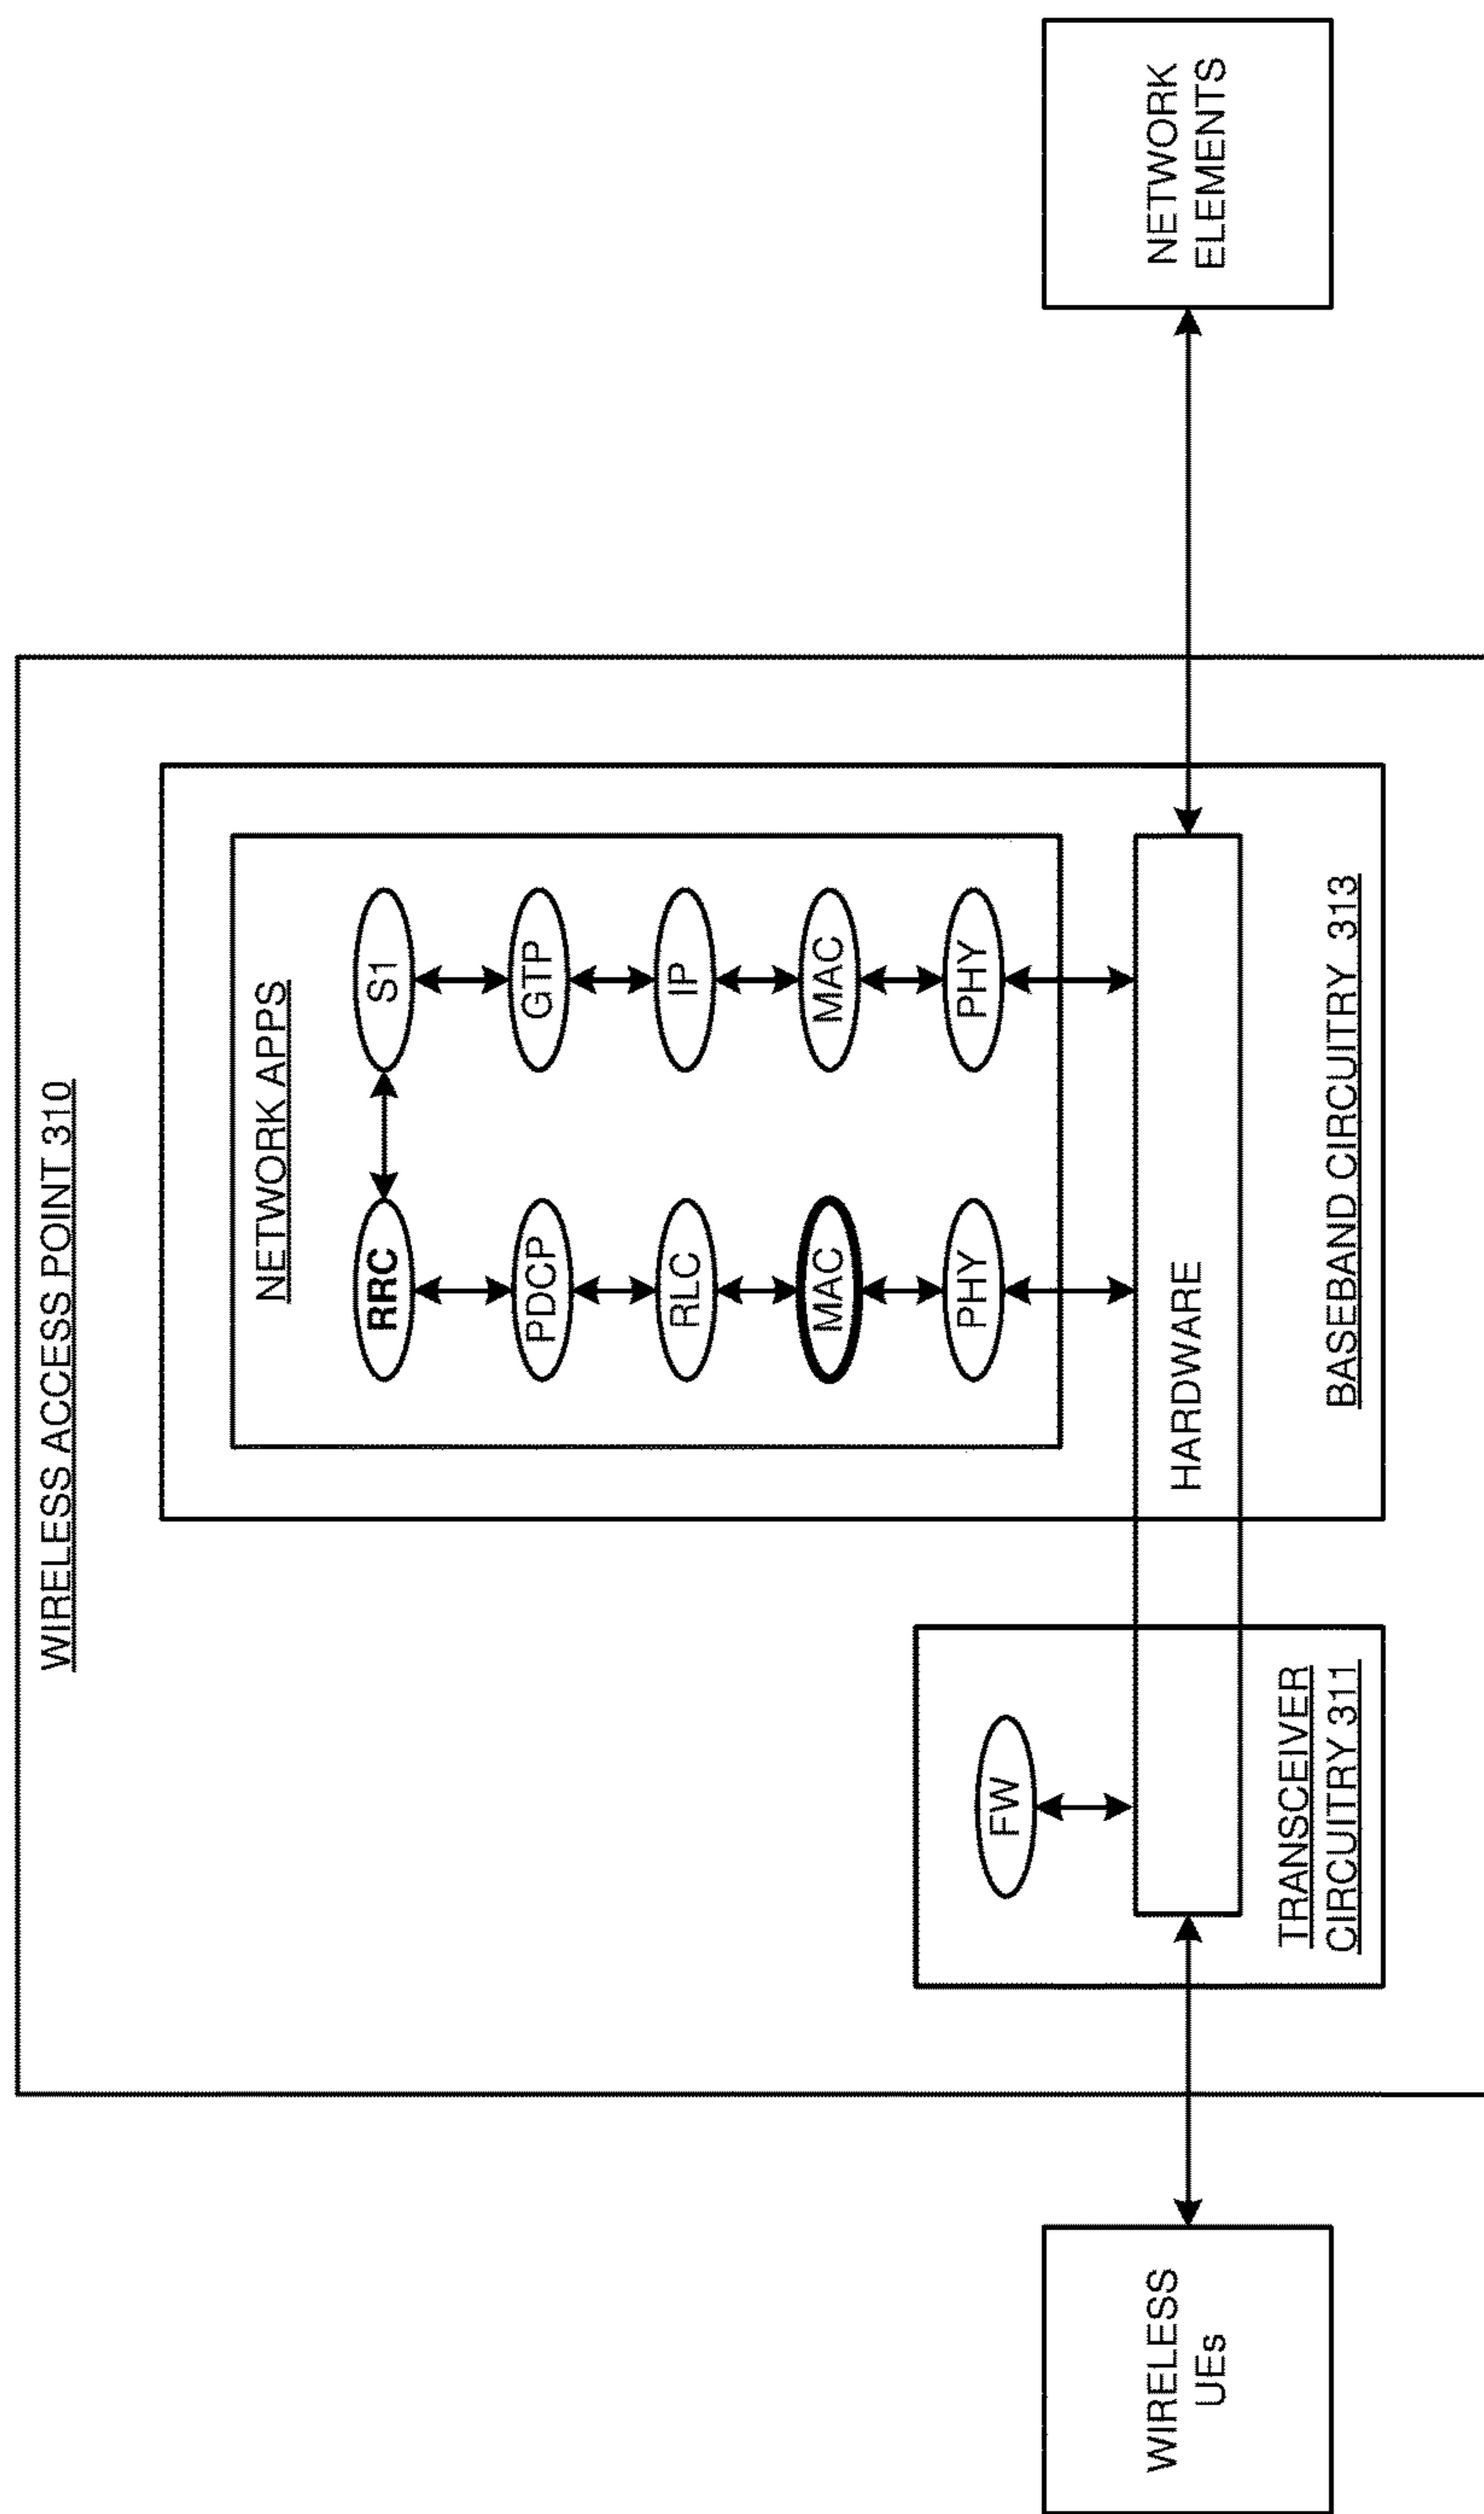 WIRELESS ACCESS POINT 310
NETWORK APPS
RRC
S1
PDCP
GTP
RLC
IP
MAC
MAC
PHY
PHY
FW
HARDWARE
WIRELESS
UEs
NETWORK
ELEMENTS
TRANSCEIVER
CIRCUITRY 311
BASEBAND CIRCUITRY 313